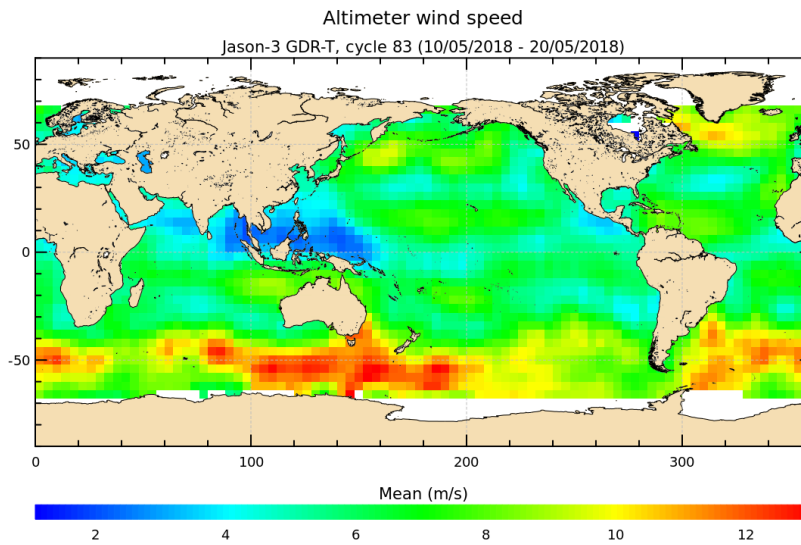 Altimeter wind speed
Jason-3 GDR-T, cycle 83 (10/05/2018 - 20/05/2018)
50
0
-50
0 100 200 300
Mean (m/s)
2 4 6 8 10 12